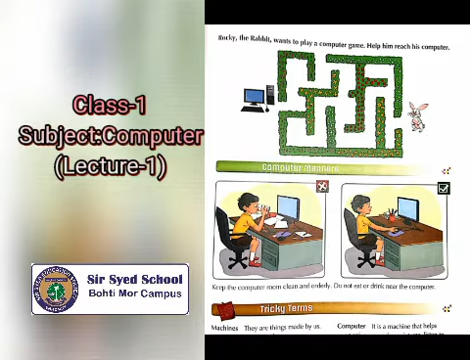 Class-1
Subject:Computer
(Lecture-1)
Sir Syed School
Bohti Mor Campus
Rocky, the Rabbit, wants to play a computer game. Help him reach his computer.
Computer Manners
Keep the computer room clean and orderly. Do not eat or drink near the computer.
Tricky Terms
Machines They are things made by us.
Computer It is a machine that helps